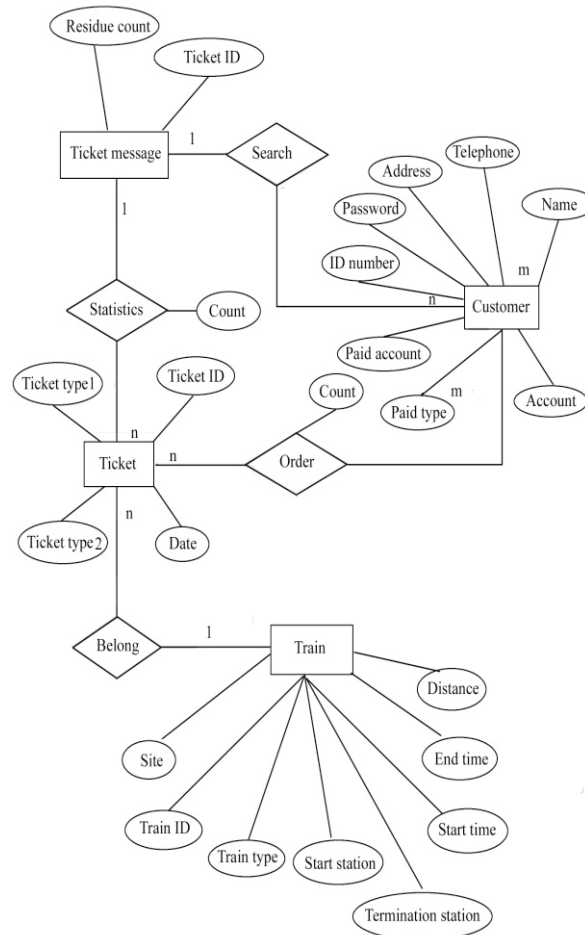 Residue count
Ticket ID
Ticket message
1
Search
Telephone
Address
Name
Password
1
ID number
m
n
Customer
Statistics
Count
Paid account
Ticket type1
Ticket ID
Count
m
Paid type
Account
n
Ticket
n
Order
n
Ticket type2
Date
Belong
1
Train
Distance
Site
End time
Train ID
Start time
Train type
Start station
Termination station